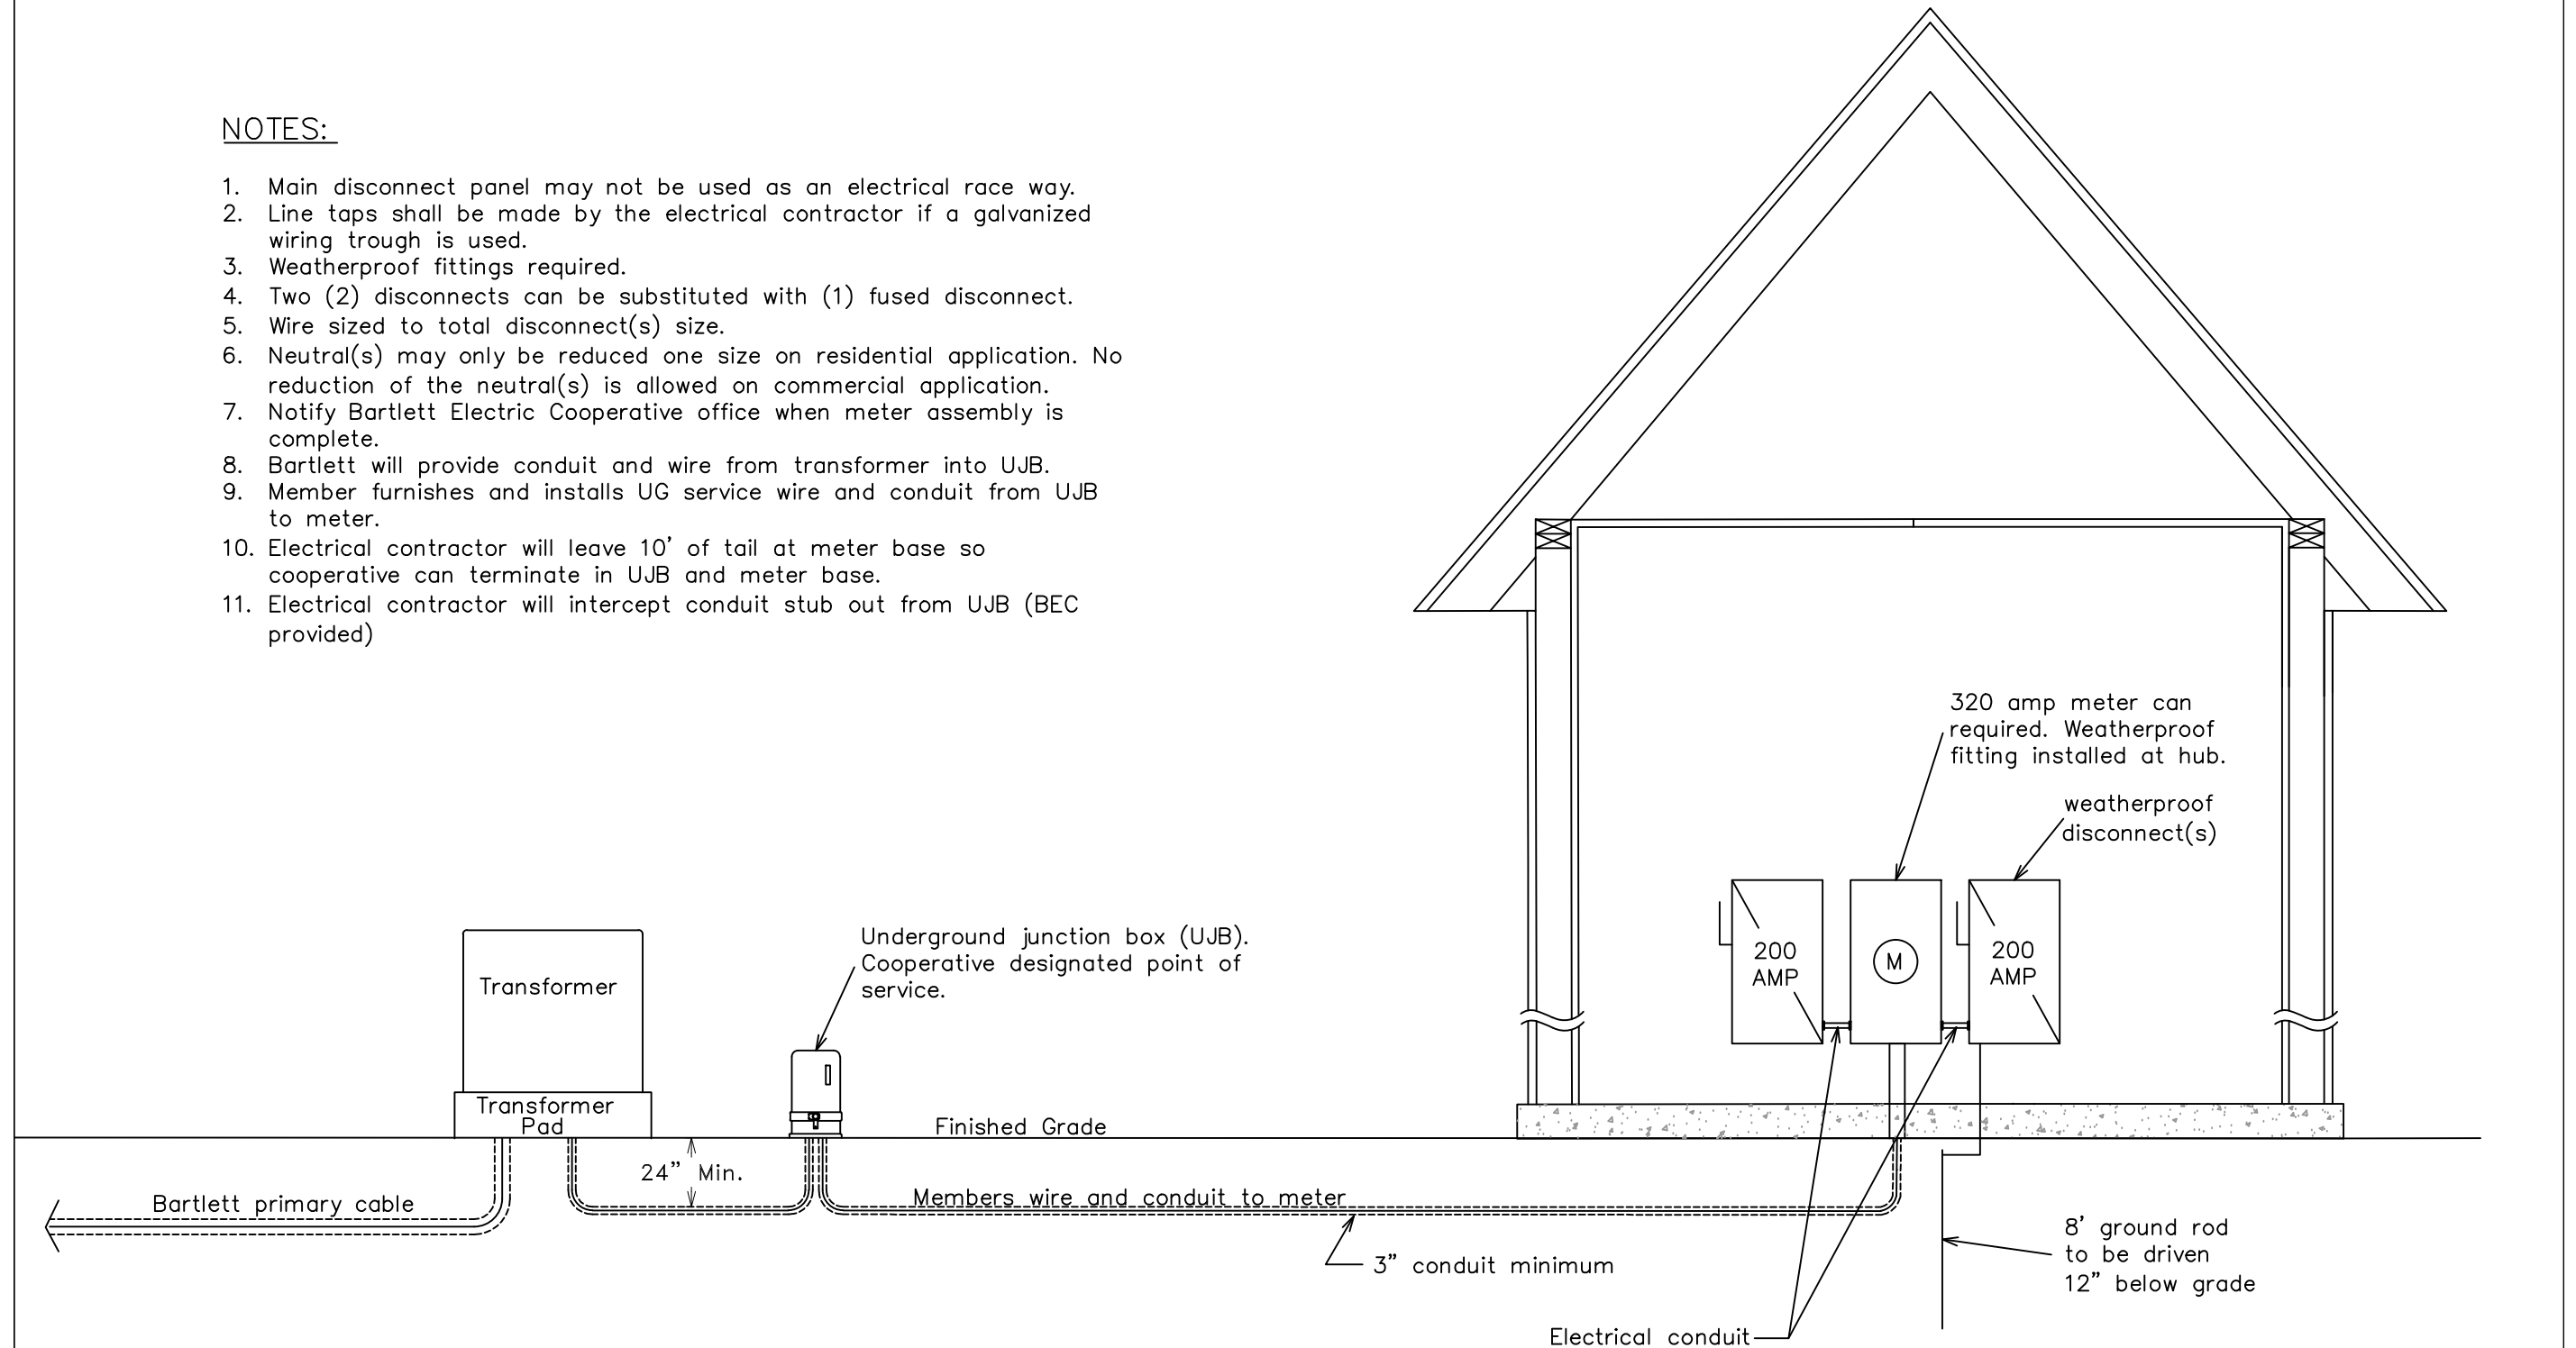 NOTES:
1. Main disconnect panel may not be used as an electrical race way.
2. Line taps shall be made by the electrical contractor if a galvanized
wiring trough is used.
3. Weatherproof fittings required.
4. Two (2) disconnects can be substituted with (1) fused disconnect.
5. Wire sized to total disconnect(s) size.
6. Neutral(s) may only be reduced one size on residential application. No
reduction of the neutral(s) is allowed on commercial application.
7. Notify Bartlett Electric Cooperative office when meter assembly is
complete.
8. Bartlett will provide conduit and wire from transformer into UJB.
9. Member furnishes and installs UG service wire and conduit from UJB
to meter.
10. Electrical contractor will leave 10' of tail at meter base so
cooperative can terminate in UJB and meter base.
11. Electrical contractor will intercept conduit stub out from UJB (BEC
provided)
320 amp meter can
required. Weatherproof
fitting installed at hub.
weatherproof
disconnect(s)
200
AMP
M
200
AMP
Underground junction box (UJB).
Cooperative designated point of
service.
Transformer
Transformer
Pad
Finished Grade
24" Min.
Bartlett primary cable
Members wire and conduit to meter
3" conduit minimum
8' ground rod
to be driven
12" below grade
Electrical conduit